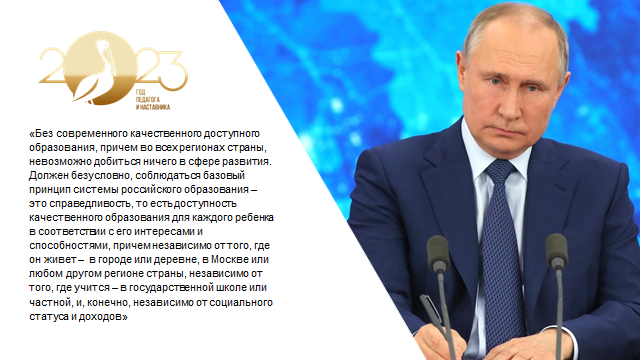 2023
ГОД
ПЕДАГОГА
И НАСТАВНИКА
«Без современного качественного доступного
образования, причем во всех регионах страны,
невозможно добиться ничего в сфере развития.
Должен безусловно, соблюдаться базовый
принцип системы российского образования –
это справедливость, то есть доступность
качественного образования для каждого ребенка
в соответствии с его интересами и
способностями, причем независимо от того, где
он живет – в городе или деревне, в Москве или
любом другом регионе страны, независимо от
того, где учится – в государственной школе или
частной, и, конечно, независимо от социального
статуса и доходов»